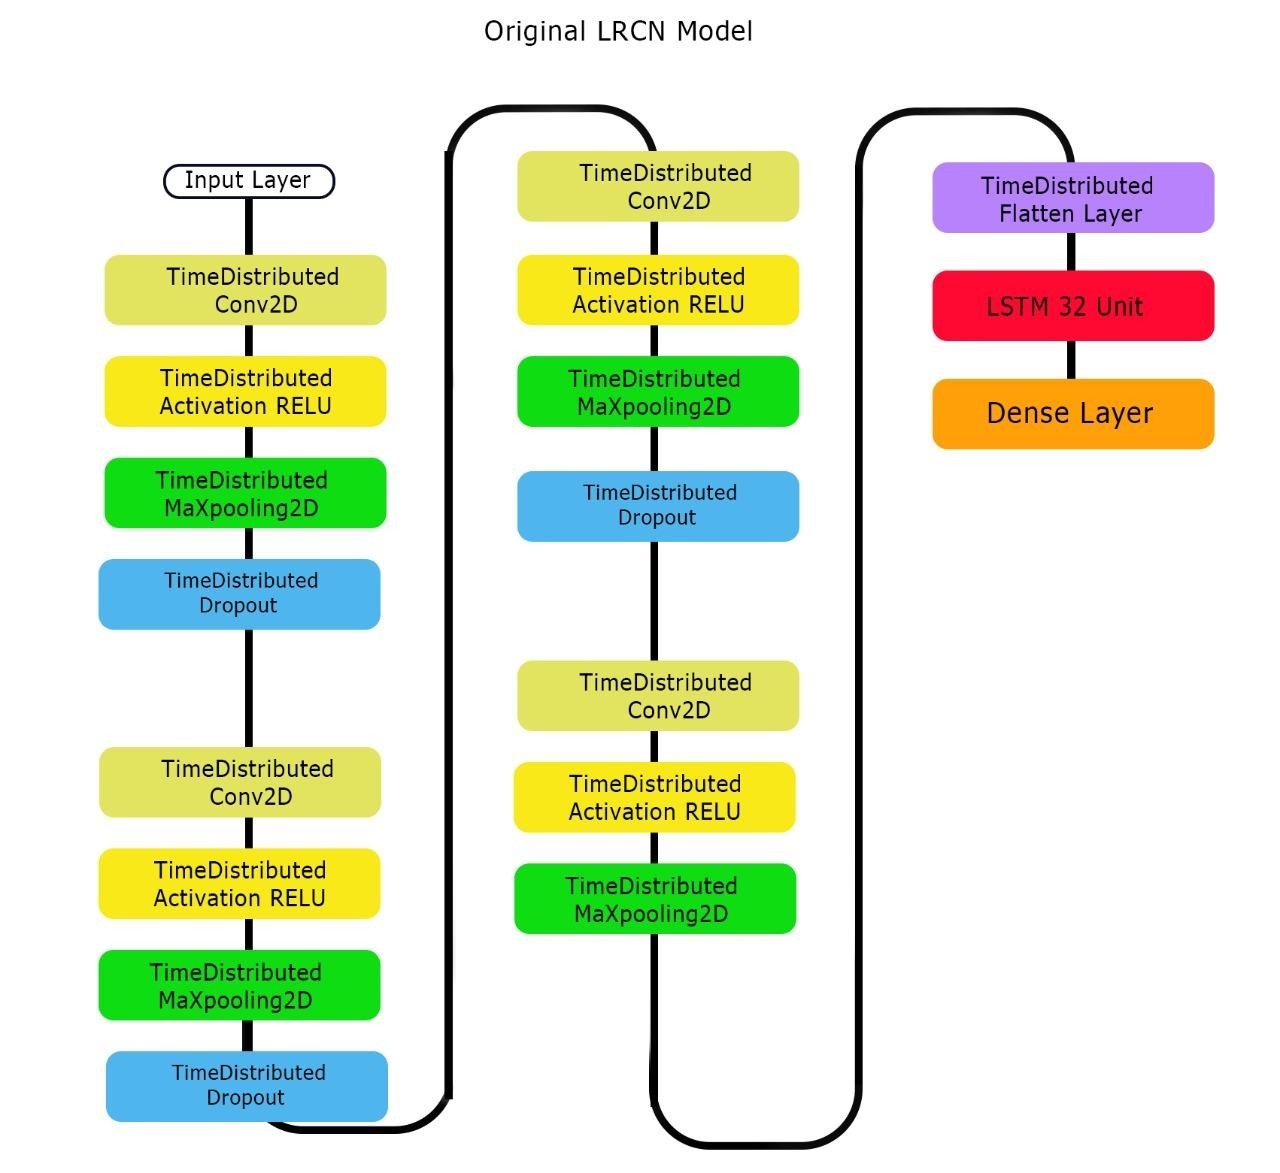 Original LRCN Model
Input Layer
TimeDistributed
Conv2D
TimeDistributed
Activation RELU
TimeDistributed
MaXpooling2D
TimeDistributed
Dropout
TimeDistributed
Conv2D
TimeDistributed
Activation RELU
TimeDistributed
MaXpooling2D
TimeDistributed
Dropout
TimeDistributed
Conv2D
TimeDistributed
Activation RELU
TimeDistributed
MaXpooling2D
TimeDistributed
Dropout
TimeDistributed
Conv2D
TimeDistributed
Activation RELU
TimeDistributed
MaXpooling2D
TimeDistributed
Flatten Layer
LSTM 32 Unit
Dense Layer